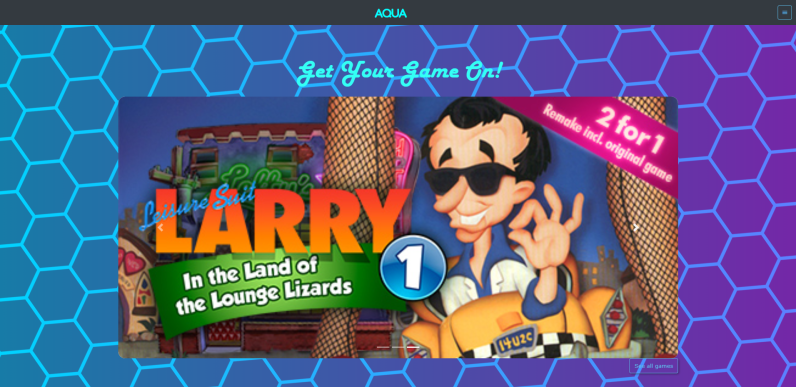 AQUA
Get Your Game On!
2 for 1
Remake incl. original game
Leisure Suit
LARRY
1
In the Land of
the Lounge Lizards
14U2C
See all games